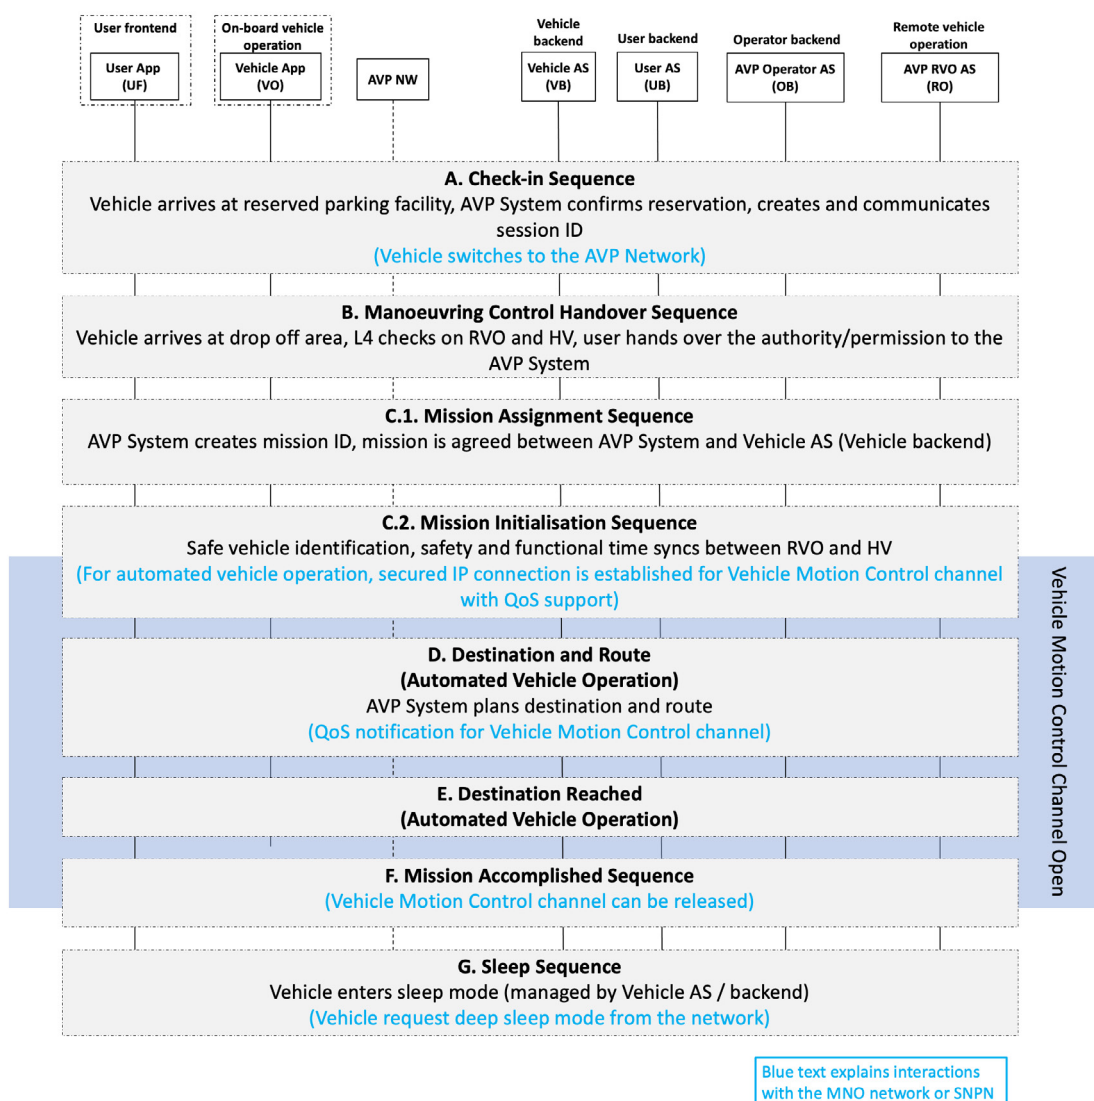 User frontend
On-board vehicle
operation
Vehicle
backend
User backend
Operator backend
Remote vehicle
operation
User App
(UF)
Vehicle App
(VO)
AVP NW
Vehicle AS
(VB)
User AS
(UB)
AVP Operator AS
(OB)
AVP RVO AS
(RO)
A. Check-in Sequence
Vehicle arrives at reserved parking facility, AVP System confirms reservation, creates and communicates
session ID
(Vehicle switches to the AVP Network)
B. Manoeuvring Control Handover Sequence
Vehicle arrives at drop off area, L4 checks on RVO and HV, user hands over the authority/permission to the
AVP System
C.1. Mission Assignment Sequence
AVP System creates mission ID, mission is agreed between AVP System and Vehicle AS (Vehicle backend)
C.2. Mission Initialisation Sequence
Safe vehicle identification, safety and functional time syncs between RVO and HV
(For automated vehicle operation, secured IP connection is established for Vehicle Motion Control channel
with QoS support)
D. Destination and Route
(Automated Vehicle Operation)
AVP System plans destination and route
(QoS notification for Vehicle Motion Control channel)
E. Destination Reached
(Automated Vehicle Operation)
F. Mission Accomplished Sequence
(Vehicle Motion Control channel can be released)
Vehicle Motion Control Channel Open
G. Sleep Sequence
Vehicle enters sleep mode (managed by Vehicle AS / backend)
(Vehicle request deep sleep mode from the network)
Blue text explains interactions
with the MNO network or SNPN